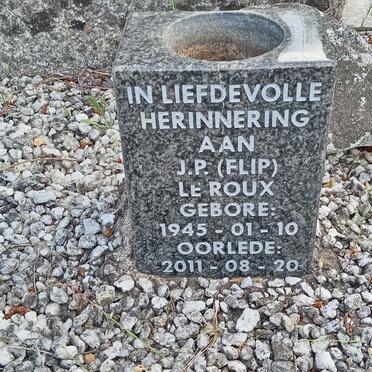 IN LIEFDEVOLLE
HERINNERING
AAN
J.P. (FLIP)
LE ROUX
GEBORE:
1945 - 01 - 10
OORLEDE:
2011 - 08 - 20